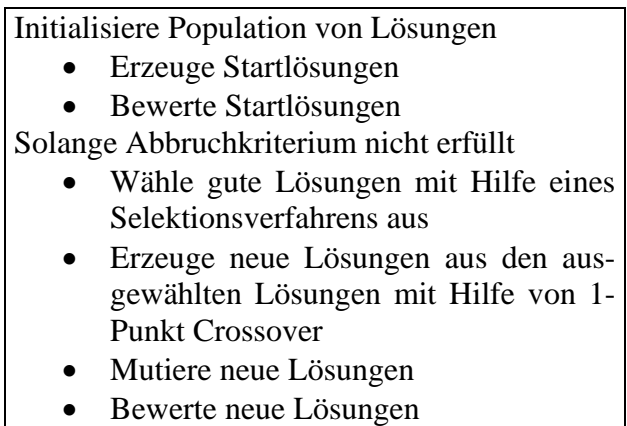 Initialisiere Population von Lösungen
• Erzeuge Startlösungen
• Bewerte Startlösungen
Solange Abbruchkriterium nicht erfüllt
• Wähle gute Lösungen mit Hilfe eines
Selektionsverfahrens aus
• Erzeuge neue Lösungen aus den aus-
gewählten Lösungen mit Hilfe von 1-
Punkt Crossover
• Mutiere neue Lösungen
• Bewerte neue Lösungen